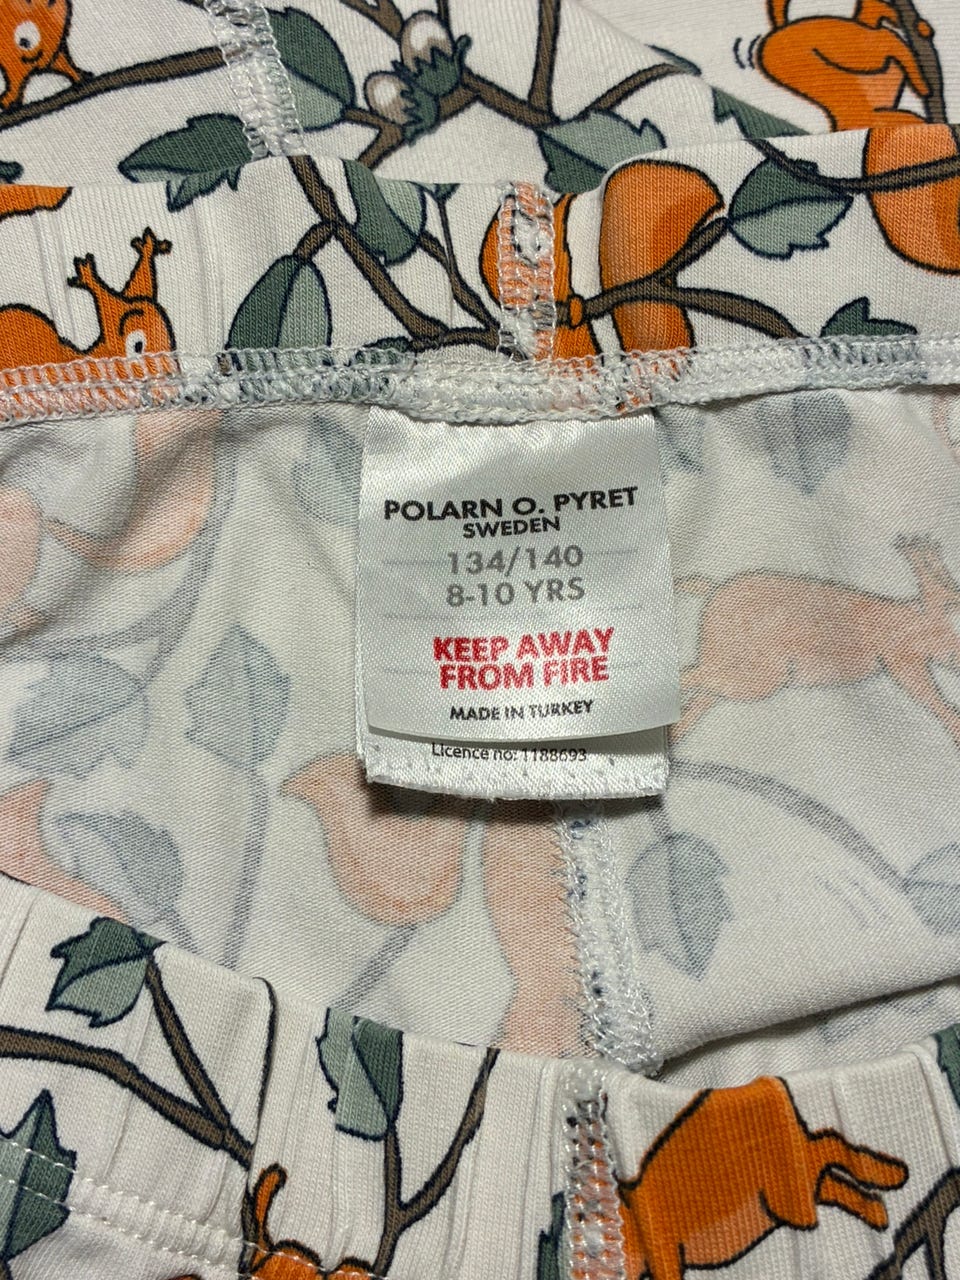 POLARN O. PYRET
SWEDEN
134/140
8-10 YRS
KEEP AWAY
FROM FIRE
MADE IN TURKEY
Licence no: 1188693